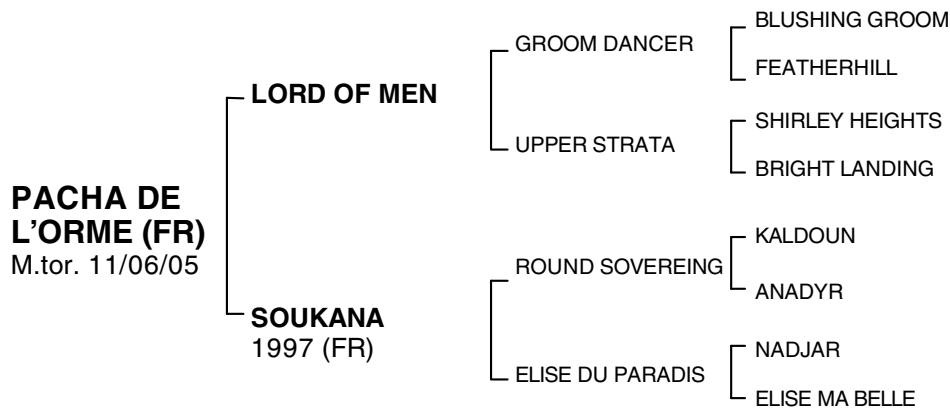 BLUSHING GROOM
GROOM DANCER
FEATHERHILL
LORD OF MEN
SHIRLEY HEIGHTS
UPPER STRATA
BRIGHT LANDING
PACHA DE
L'ORME (FR)
M.tor. 11/06/05
KALDOUN
ROUND SOVEREING
ANADYR
SOUKANA
1997 (FR)
NADJAR
ELISE DU PARADIS
ELISE MA BELLE